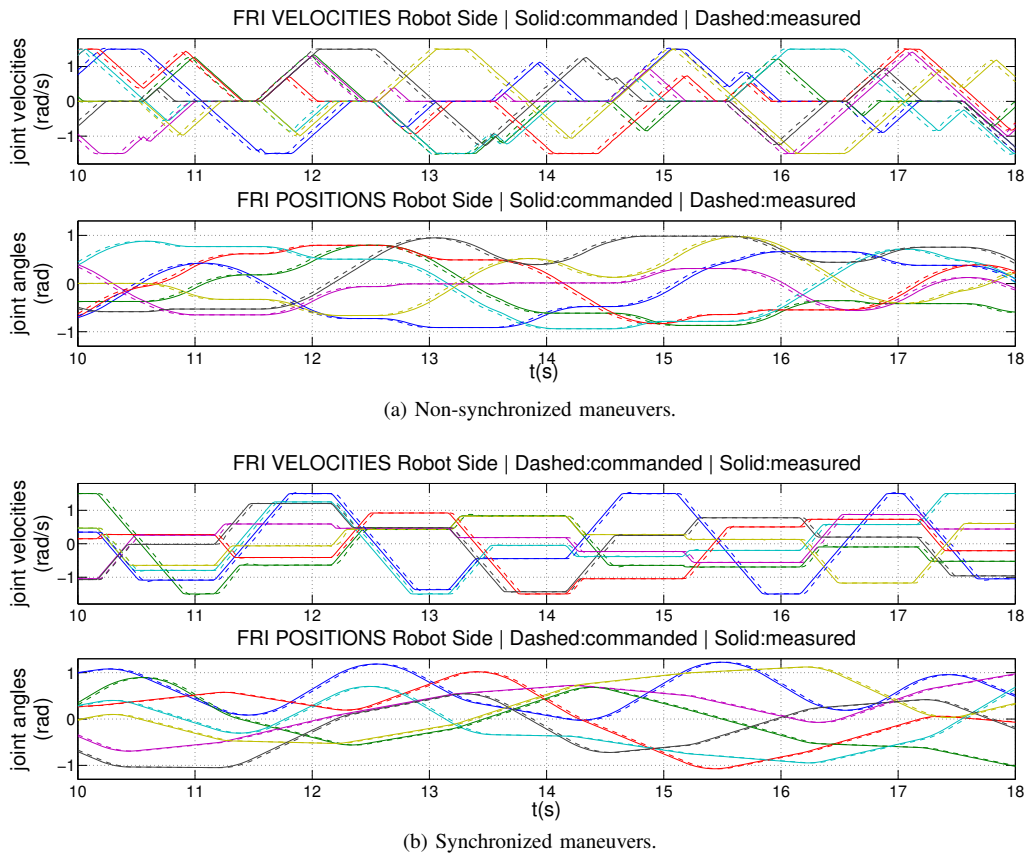 FRI VELOCITIES Robot Side | Solid:commanded | Dashed:measured
joint velocities
(rad/s)
1
0
−1
10 11 12 13 14 15 16 17 18
FRI POSITIONS Robot Side | Solid:commanded | Dashed:measured
joint angles
(rad)
1
0
−1
10 11 12 13 14 15 16 17 18
t(s)
(a) Non-synchronized maneuvers.
FRI VELOCITIES Robot Side | Dashed:commanded | Solid:measured
joint velocities
(rad/s)
1
0
−1
10 11 12 13 14 15 16 17 18
FRI POSITIONS Robot Side | Dashed:commanded | Solid:measured
joint angles
(rad)
1
0
−1
10 11 12 13 14 15 16 17 18
t(s)
(b) Synchronized maneuvers.